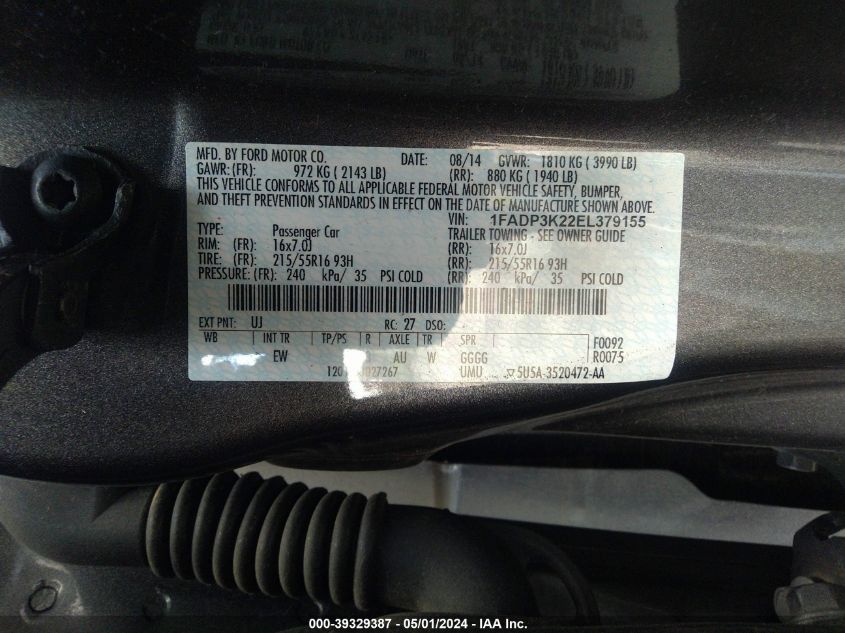 MFD. BY FORD MOTOR CO. DATE: 08/14 GVWR: 1810 KG ( 3990 LB)
GAWR: (FR): 972 KG ( 2143 LB) (RR): 880 KG ( 1940 LB)
THIS VEHICLE CONFORMS TO ALL APPLICABLE FEDERAL MOTOR VEHICLE SAFETY, BUMPER,
AND THEFT PREVENTION STANDARDS IN EFFECT ON THE DATE OF MANUFACTURE SHOWN ABOVE.
VIN: 1FADP3K22EL379155
TYPE: Passenger Car TRAILER TOWING - SEE OWNER GUIDE
RIM: (FR): 16x7.0J (RR): 16x7.0J
TIRE: (FR): 215/55R16 93H (RR): 215/55R16 93H
PRESSURE: (FR): 240 kPa/ 35 PSI COLD (RR): 240 kPa/ 35 PSI COLD
EXT PNT: UJ RC: 27 DSO:
WB INT TR TP/PS R AXLE TR SPR F0092
EW AU W GGGG R0075
UMU 5U5A-3520472-AA
000-39329387 - 05/01/2024 - IAA Inc.